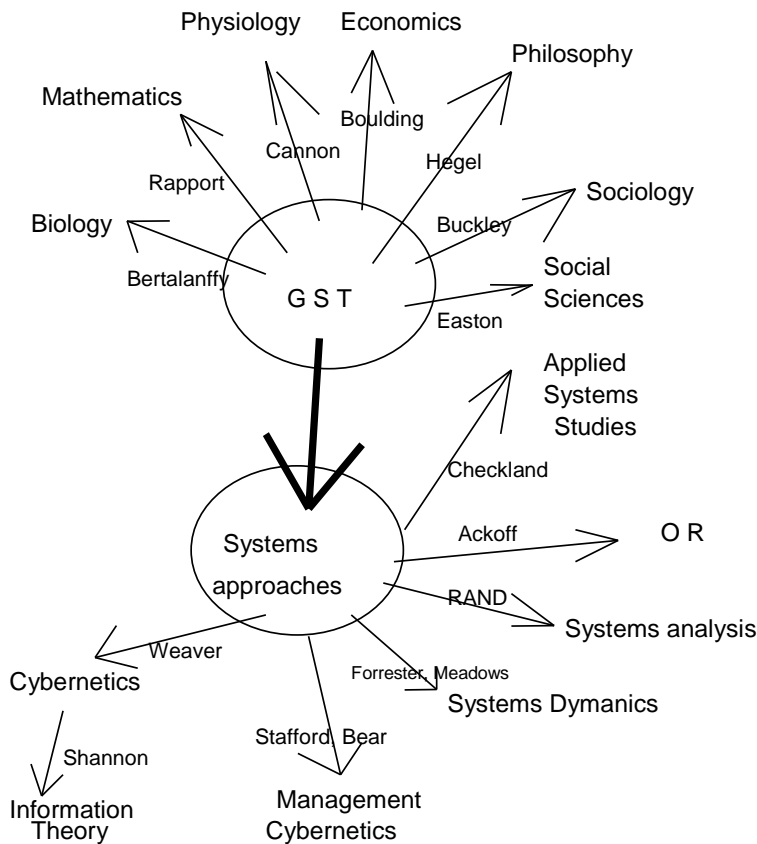 Physiology
Economics
Philosophy
Mathematics
Boulding
Cannon
Hegel
Rapport
Sociology
Biology
Buckley
Bertalanffy
Social
Sciences
G S T
Easton
Applied
Systems
Studies
Checkland
Ackoff
O R
Systems
approaches
RAND
Systems analysis
Weaver
Cybernetics
Forrester, Meadows
Systems Dymanics
Stafford, Bear
Shannon
Management
Cybernetics
Information
Theory